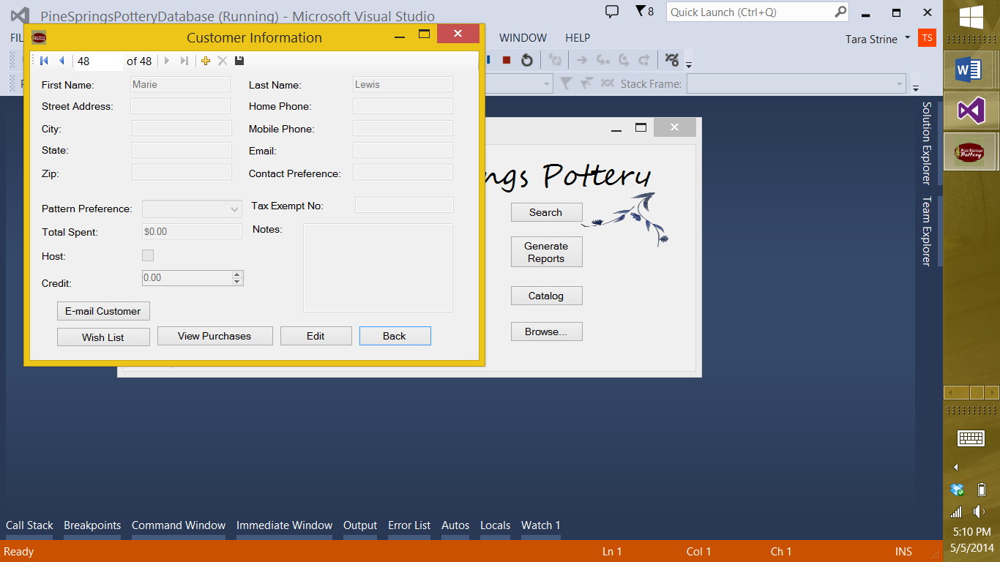 PineSpringsPotteryDatabase (Running) - Microsoft Visual Studio
8
Quick Launch (Ctrl+Q)
FIL
WINDOW HELP
Tara Strine
TS
Customer Information
48 of 48
First Name: Marie Last Name: Lewis
Street Address: Home Phone:
City: Mobile Phone:
State: Email:
Zip: Contact Preference:
Pattern Preference: Tax Exempt No:
Total Spent: $0.00 Notes:
Host:
Credit: 0.00
E-mail Customer
Wish List View Purchases Edit Back
Stack Frame:
ngs Pottery
Search
Generate
Reports
Catalog
Browse...
Solution Explorer
Team Explorer
Call Stack Breakpoints Command Window Immediate Window Output Error List Autos Locals Watch 1
Ready Ln 1 Col 1 Ch 1 INS
Pottery
5:10 PM
5/5/2014